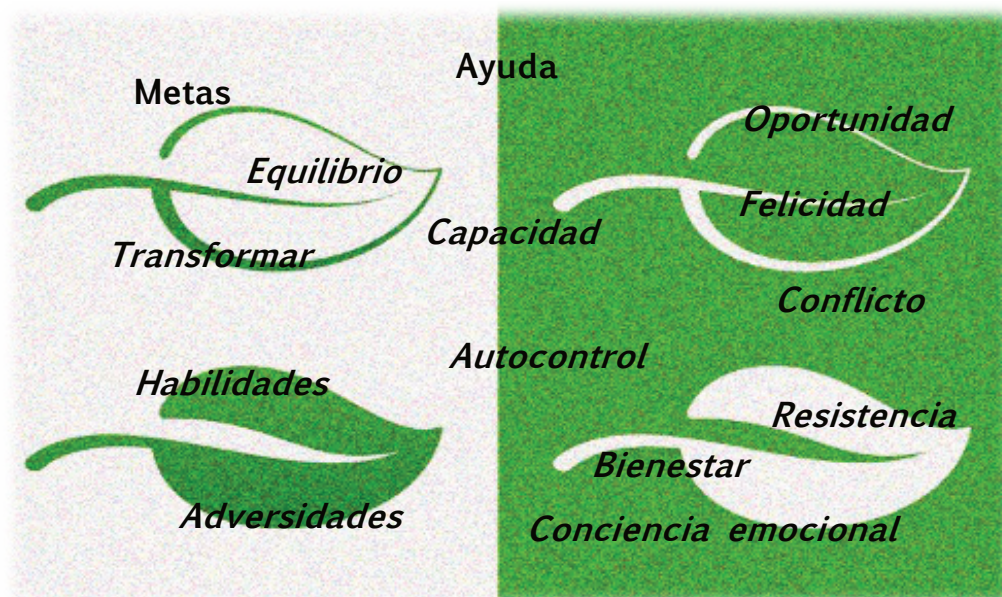 Ayuda
Metas
Oportunidad
Equilibrio
Felicidad
Capacidad
Transformar
Conflicto
Autocontrol
Habilidades
Resistencia
Bienestar
Adversidades
Conciencia emocional